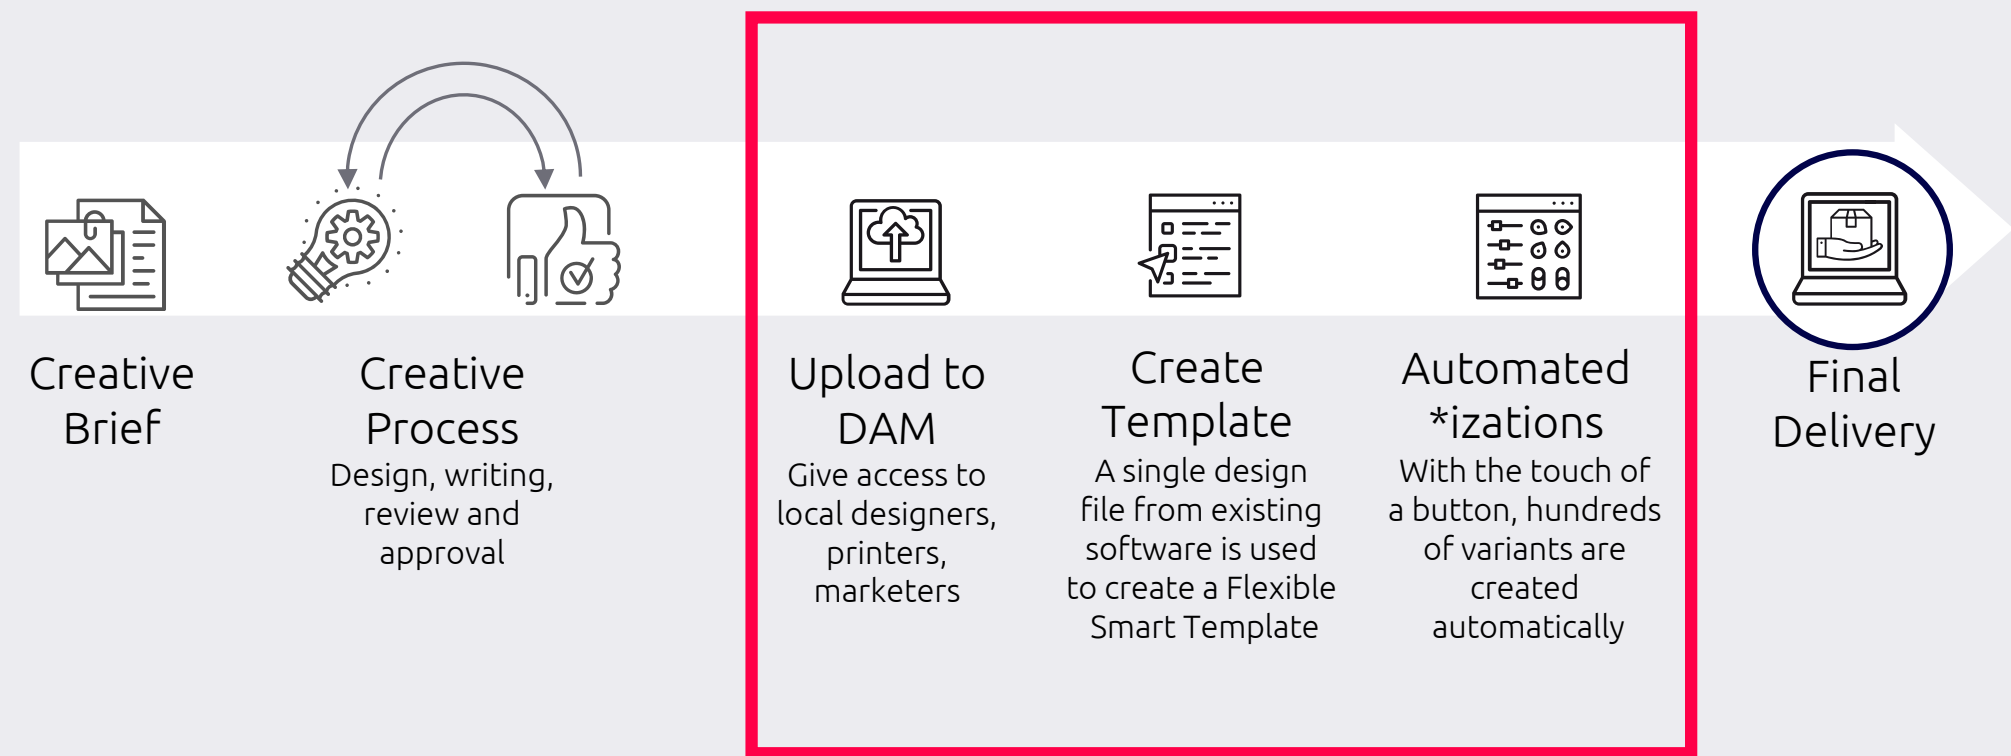 Creative
Brief
Creative
Process
Design, writing,
review and
approval
Upload to
DAM
Give access to
local designers,
printers,
marketers
Create
Template
A single design
file from existing
software is used
to create a Flexible
Smart Template
Automated
*izations
With the touch of
a button, hundreds
of variants are
created
automatically
Final
Delivery